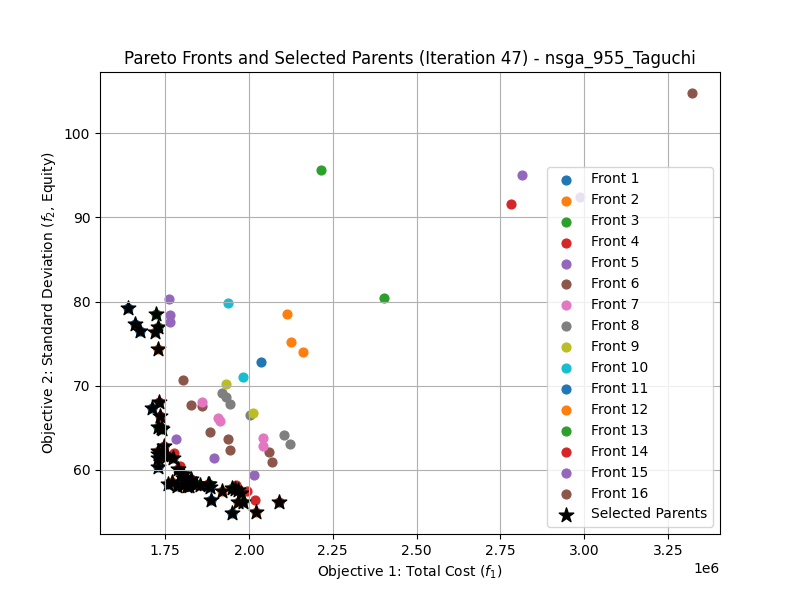 Pareto Fronts and Selected Parents (Iteration 47) - nsga_955_Taguchi
Objective 2: Standard Deviation (f₂, Equity)
100
90
80
70
60
1.75
2.00
2.25
2.50
2.75
3.00
3.25
1e6
Objective 1: Total Cost (f₁)
Front 1
Front 2
Front 3
Front 4
Front 5
Front 6
Front 7
Front 8
Front 9
Front 10
Front 11
Front 12
Front 13
Front 14
Front 15
Front 16
Selected Parents